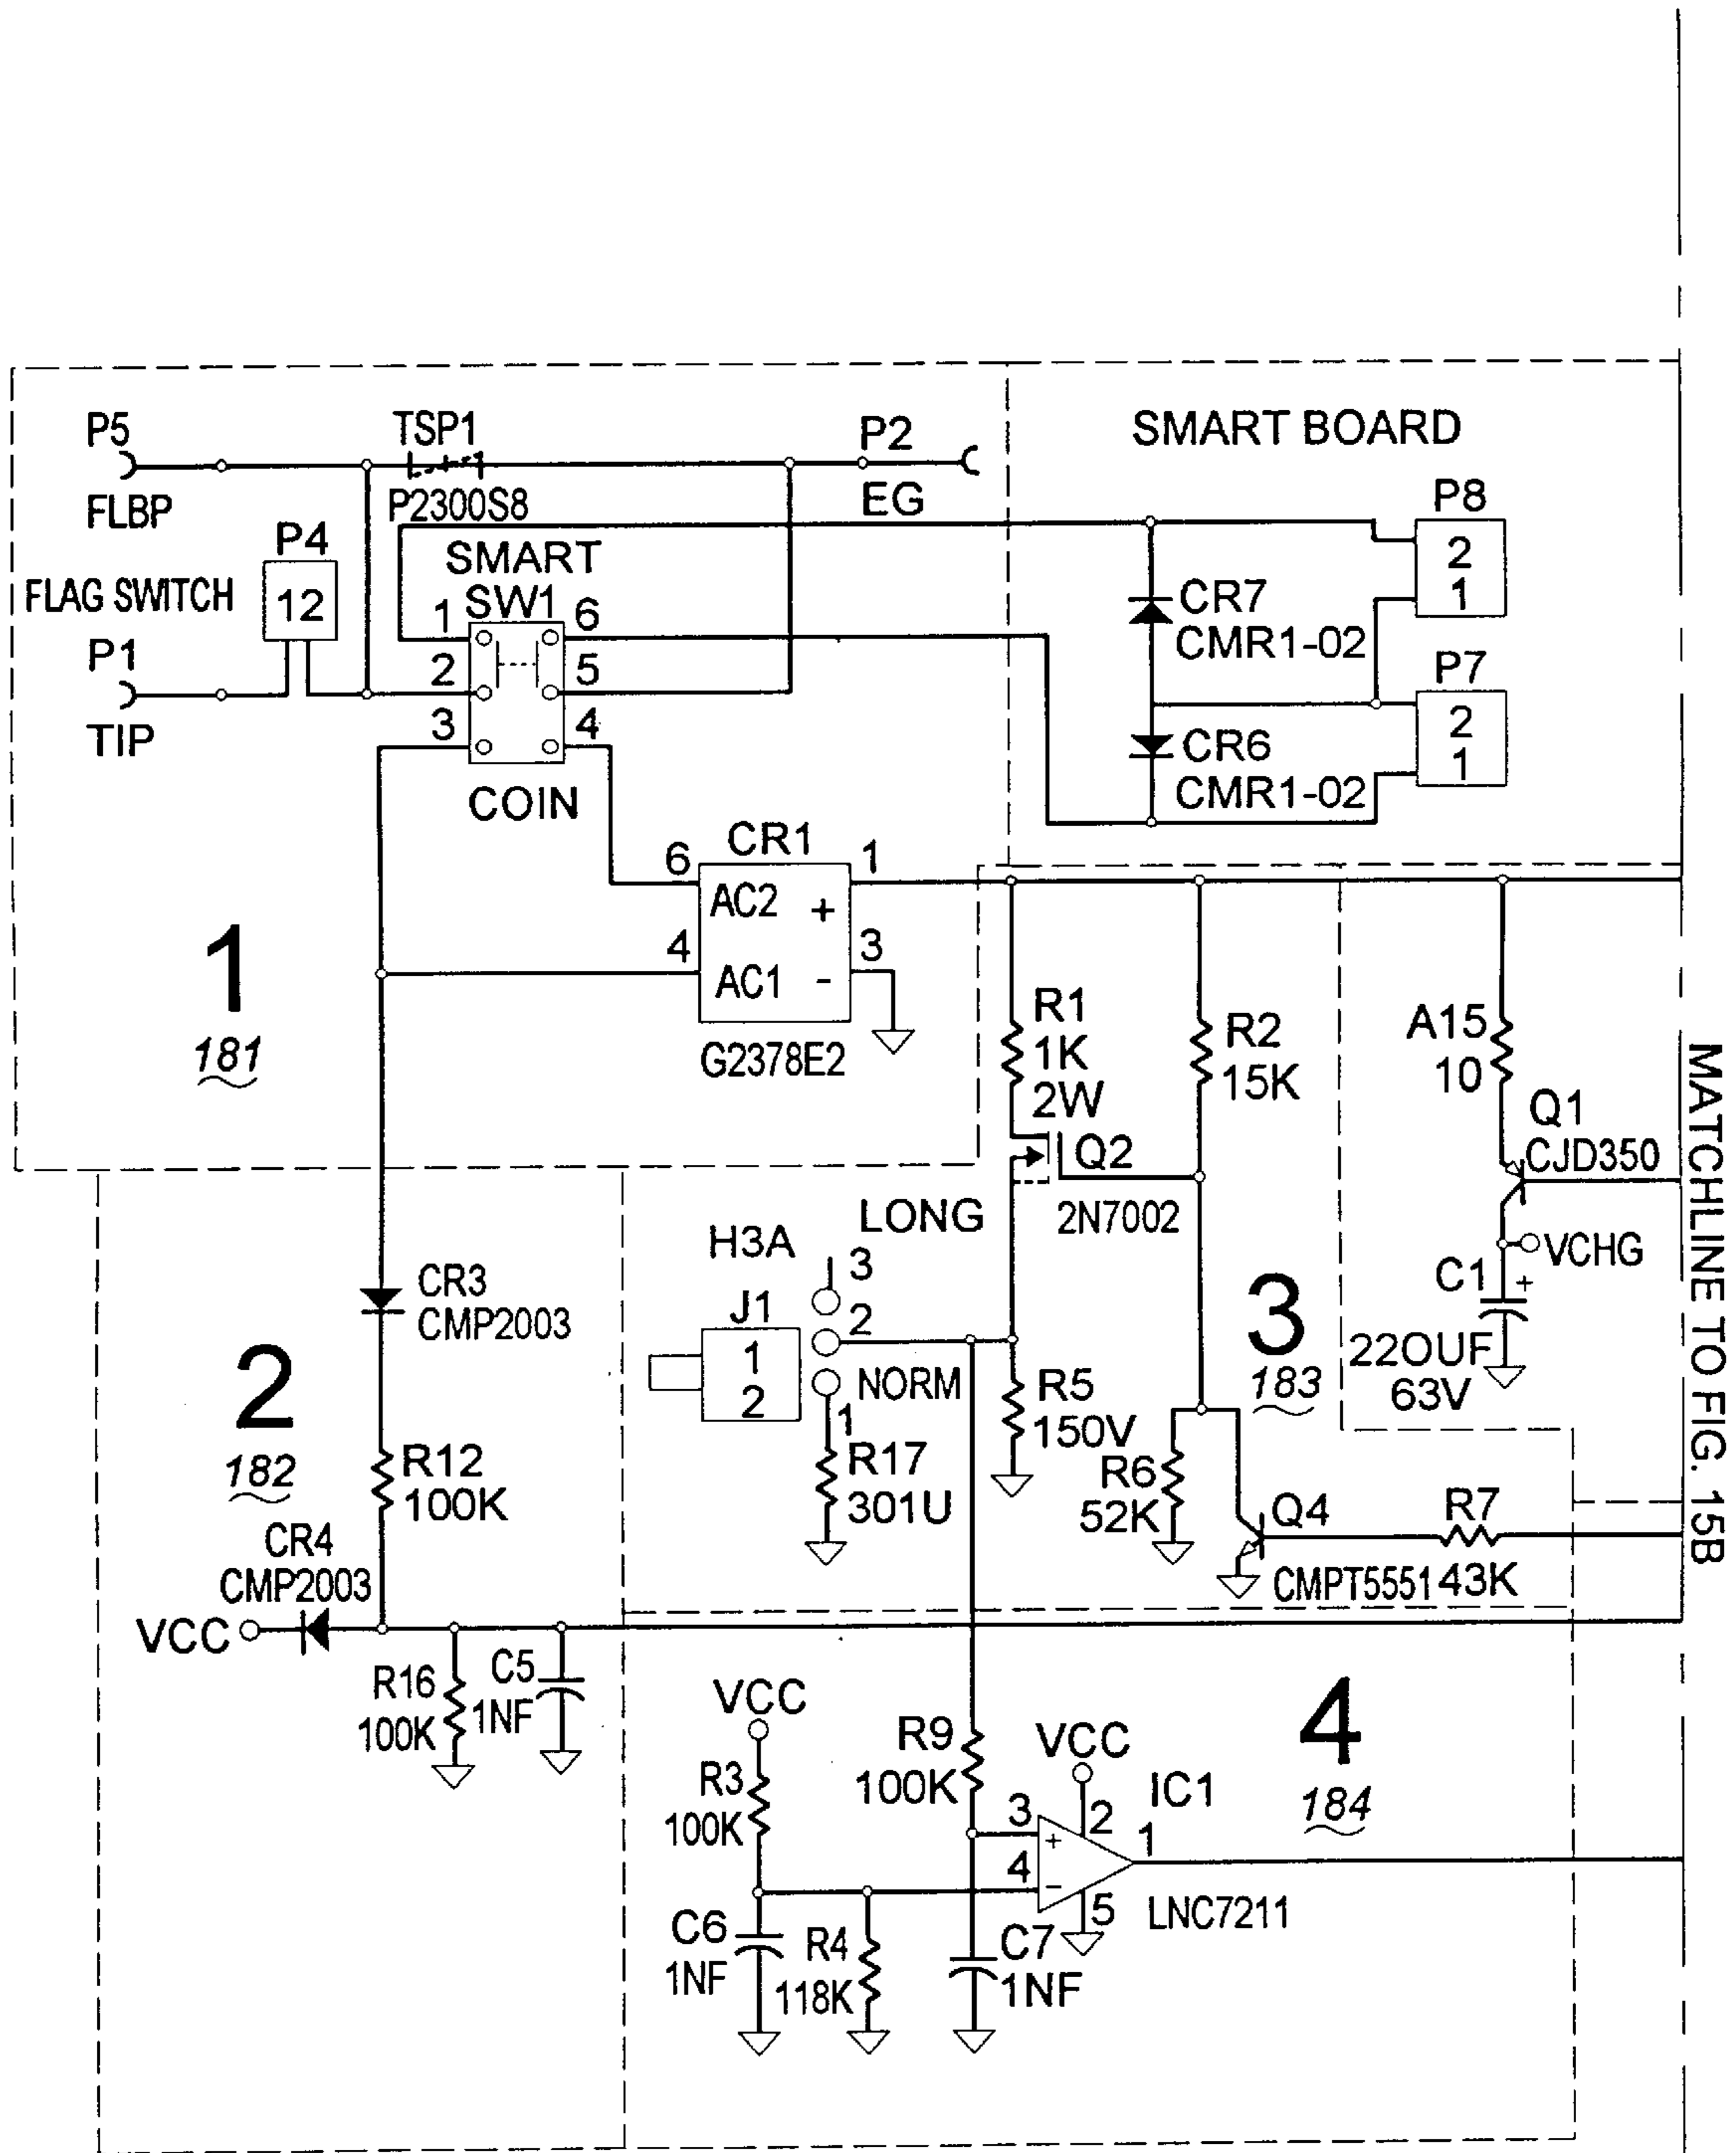 P5
TSP1
P2
SMART BOARD
FLBP
P2300S8
EG
P8
P4
SMART
2
FLAG SWITCH
12
SW1
1
1
6
CR7
CMR1-02
P1
2
5
P7
TIP
3
4
2
CR6
1
COIN
CMR1-02
6
CR1
1
AC2
+
4
3
AC1
-
1
181
G2378E2
R1
1K
2W
R2
15K
A15
10
Q1
CJD350
Q2
2N7002
LONG
H3A
3
VCHG
CR3
CMP2003
J1
2
C1
+
1
2
NORM
3
183
220UF
63V
2
182
1
R5
150V
R12
100K
R17
301U
R6
52K
Q4
R7
CR4
CMP2003
CMPT5551
43K
VCC
R16
100K
C5
1NF
VCC
R9
100K
VCC
4
184
R3
100K
IC1
3
2
1
+
4
-
5
LNC7211
C6
1NF
R4
118K
C7
1NF
MATCHLINE TO FIG. 15B